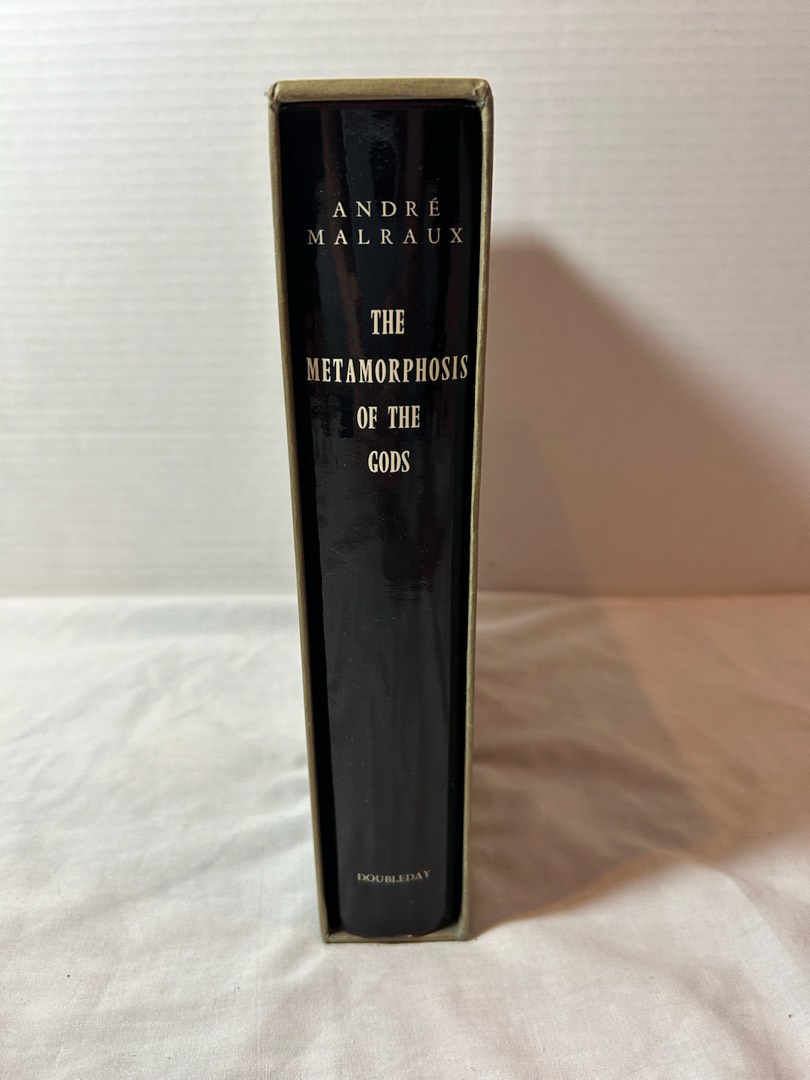 ANDRÉ
MALRAUX
THE
METAMORPHOSIS
OF THE
GODS
DOUBLEDAY